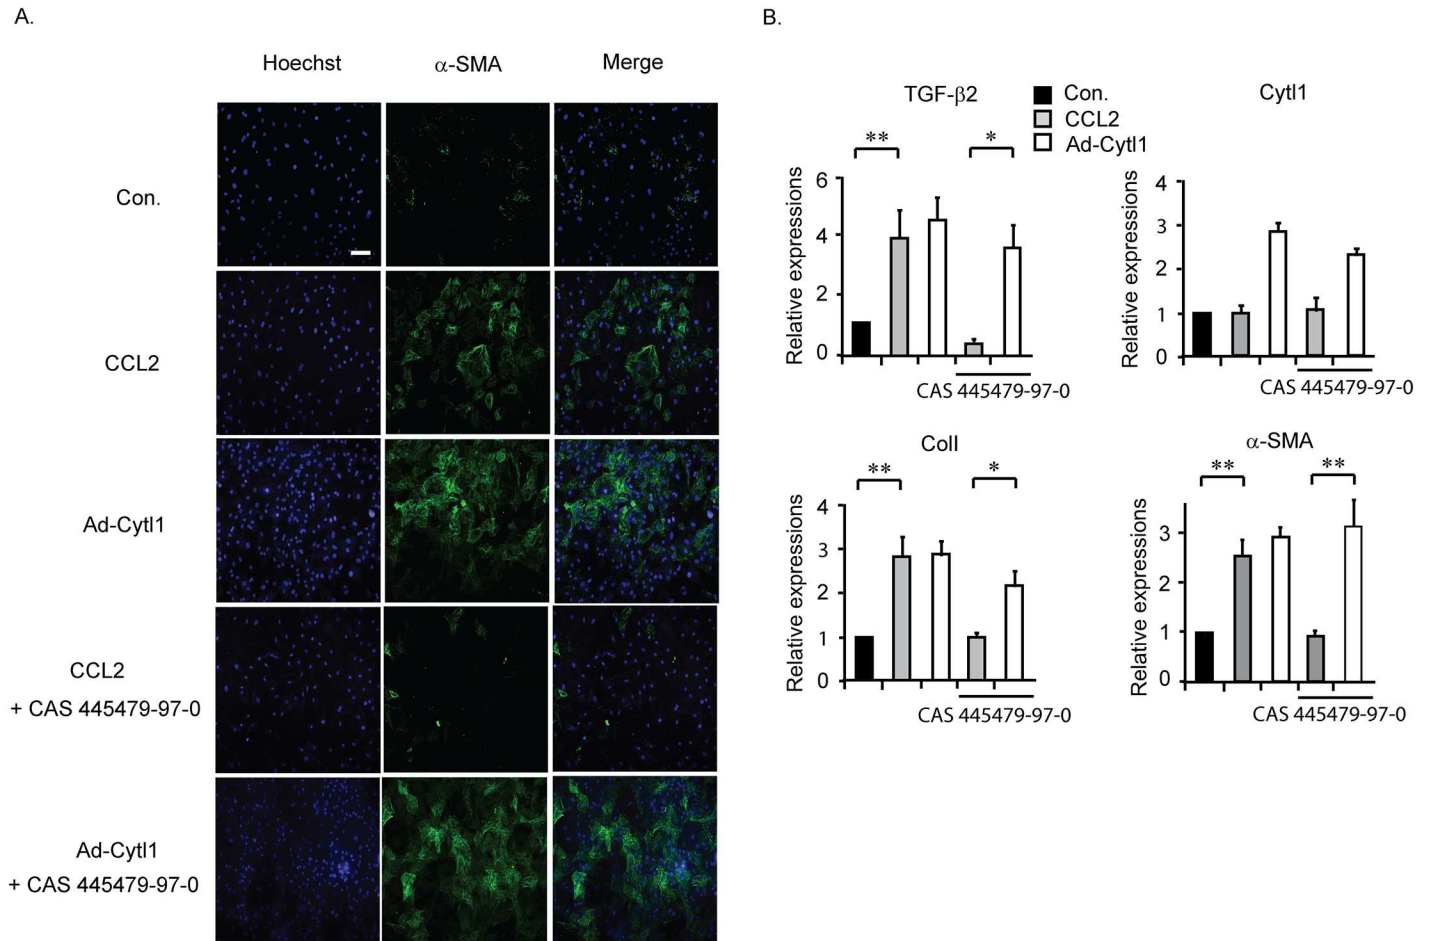 A.
Hoechst α-SMA Merge
Con.
CCL2
Ad-Cytl1
CCL2
+ CAS 445479-97-0
Ad-Cytl1
+ CAS 445479-97-0
B.
TGF-β2
Con.
CCL2
Ad-Cytl1
** *
Relative expressions
6
4
2
0
CAS 445479-97-0
Cytl1
Relative expressions
4
3
2
1
0
CAS 445479-97-0
ColI
** *
Relative expressions
4
3
2
1
0
CAS 445479-97-0
α-SMA
** **
Relative expressions
3
2
1
0
CAS 445479-97-0